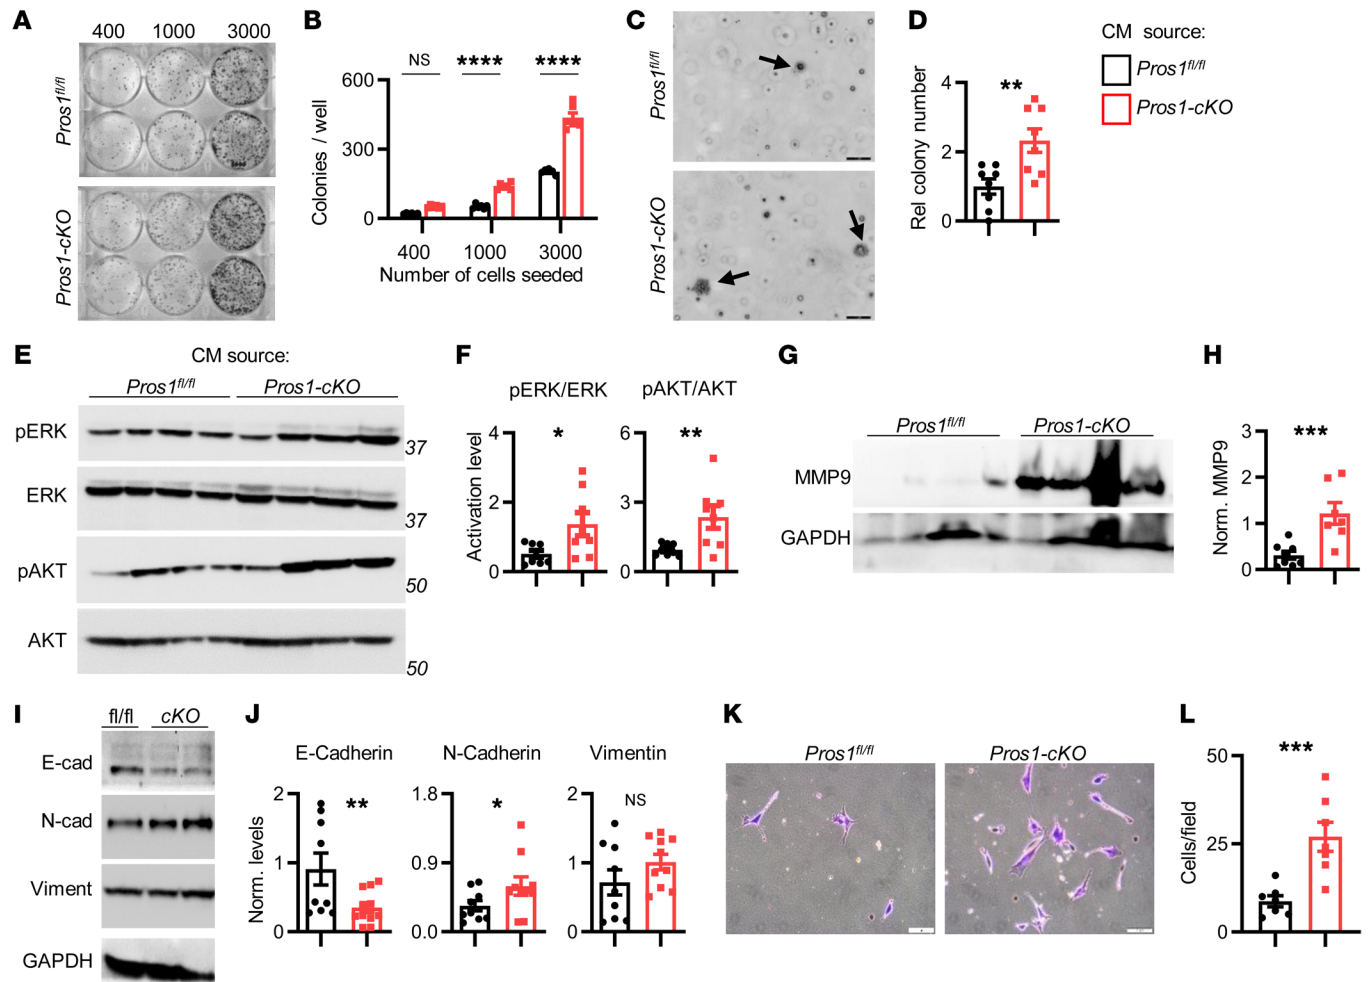 A
400 1000 3000
Pros1fl/fl
Pros1-cKO
B
NS **** ****
600
300
0
Colonies / well
400 1000 3000
Number of cells seeded
C
Pros1fl/fl
Pros1-cKO
D
**
4
2
0
Rel colony number
CM source:
Pros1fl/fl
Pros1-cKO
E
CM source:
Pros1fl/fl Pros1-cKO
pERK
37
ERK
37
pAKT
50
AKT
50
F
pERK/ERK pAKT/AKT
* **
4 6
2 3
0 0
Activation level
G
Pros1fl/fl Pros1-cKO
MMP9
GAPDH
H
***
3
2
1
0
Norm. MMP9
I
fl/fl cKO
E-cad
N-cad
Viment
GAPDH
J
E-Cadherin N-Cadherin Vimentin
** * NS
2 1.8 2
1 0.9 1
0 0.0 0
Norm. levels
K
Pros1fl/fl Pros1-cKO
L
***
50
25
0
Cells/field